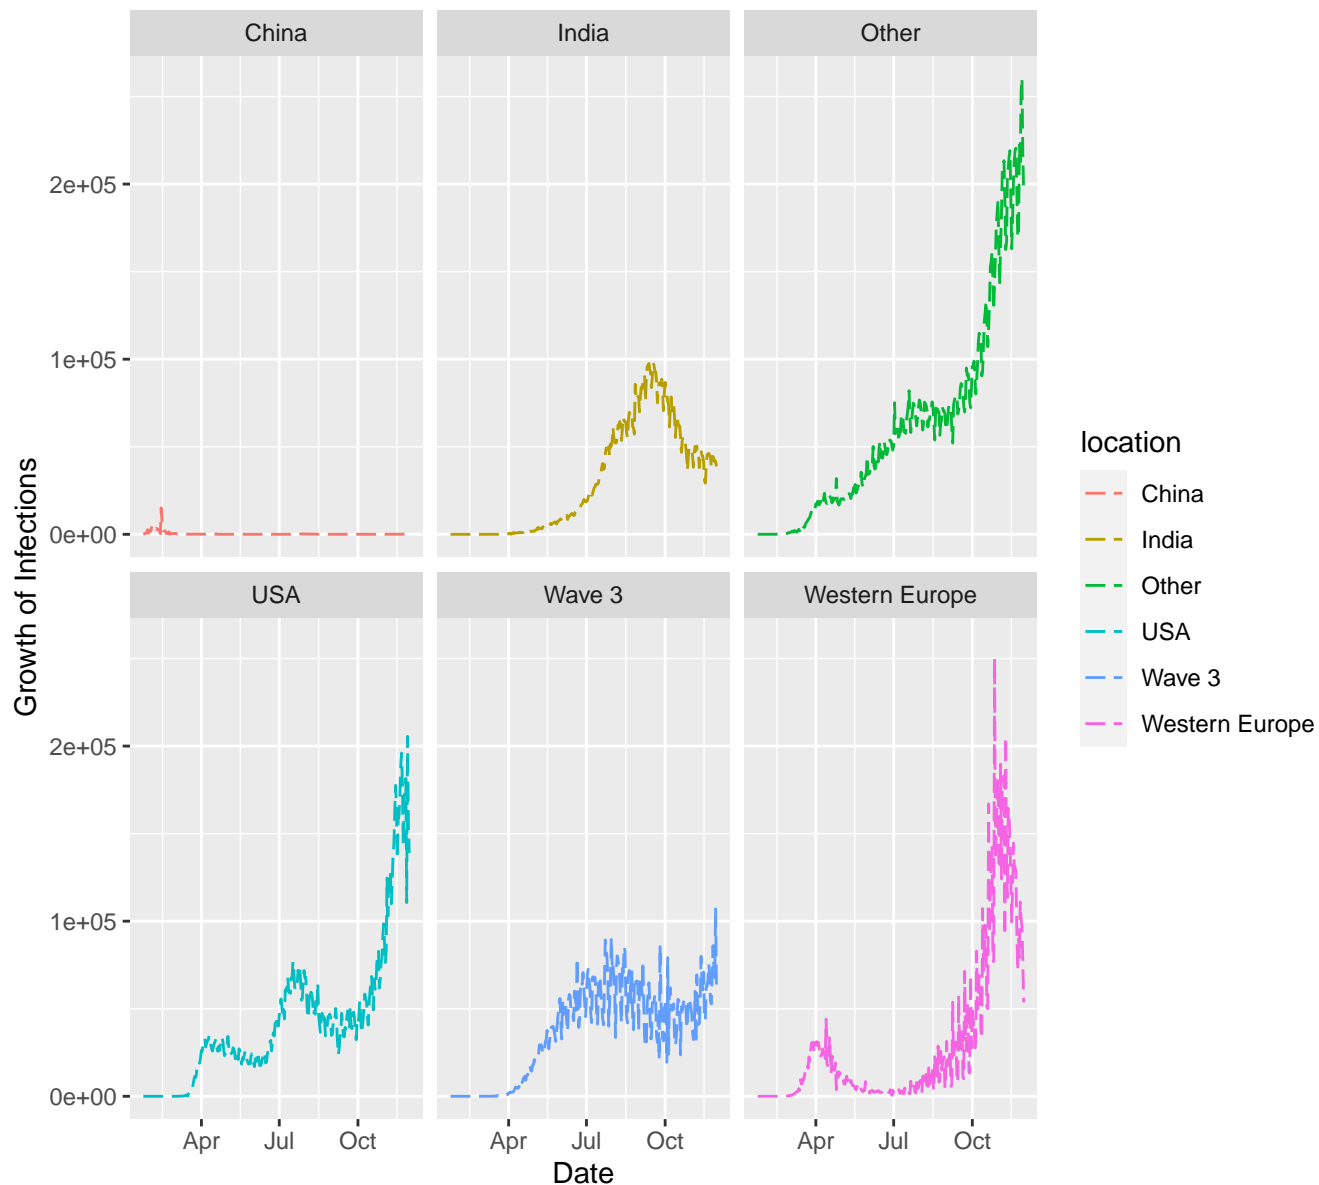 China
India
Other
2e+05
1e+05
0e+00
USA
Wave 3
Western Europe
2e+05
1e+05
0e+00
Apr
Jul
Oct
Apr
Jul
Oct
Apr
Jul
Oct
Date
Growth of Infections
location
China
India
Other
USA
Wave 3
Western Europe